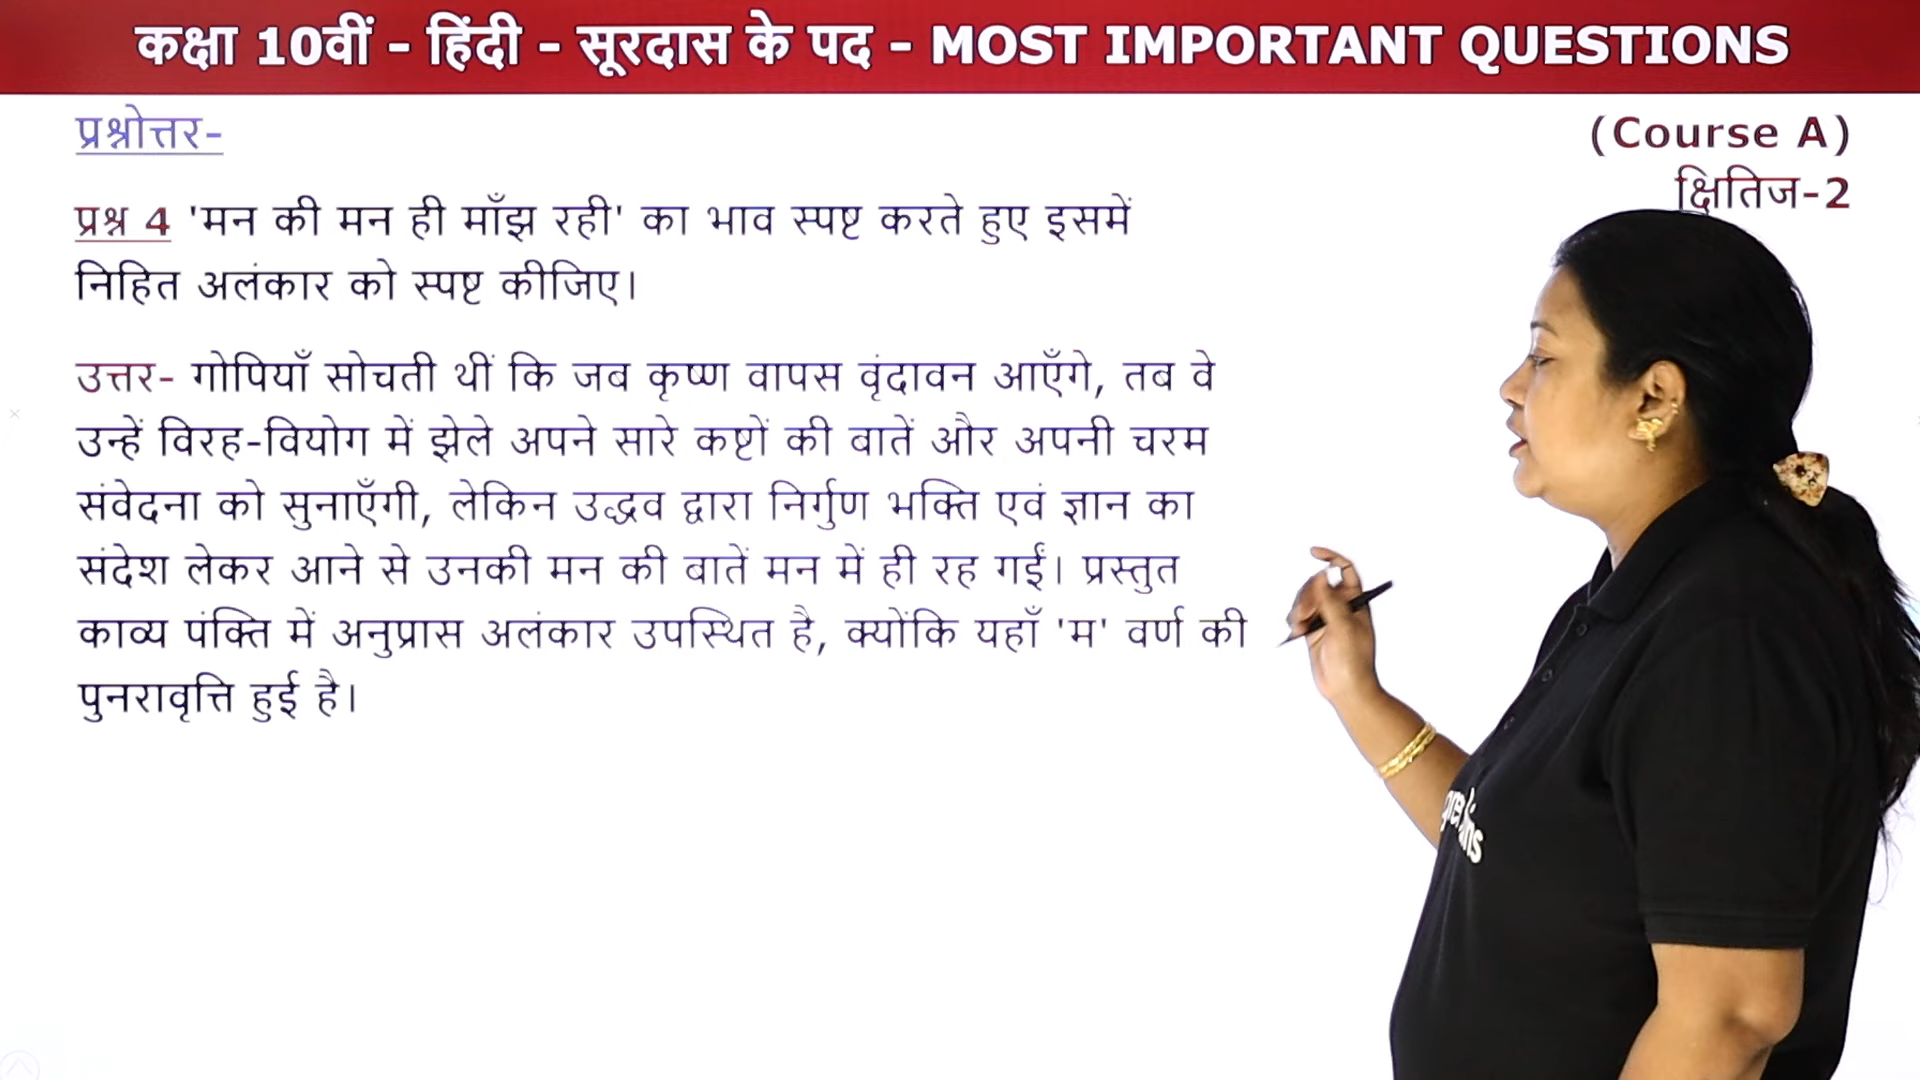 कक्षा 10वीं - हिंदी - सूरदास के पद - MOST IMPORTANT QUESTIONS
प्रश्नोत्तर-
(Course A)
क्षितिज-2
प्रश्न 4 'मन की मन ही माँझ रही' का भाव स्पष्ट करते हुए इसमें
निहित अलंकार को स्पष्ट कीजिए।
उत्तर- गोपियाँ सोचती थीं कि जब कृष्ण वापस वृंदावन आएँगे, तब वे
उन्हें विरह-वियोग में झेले अपने सारे कष्टों की बातें और अपनी चरम
संवेदना को सुनाएँगी, लेकिन उद्धव द्वारा निर्गुण भक्ति एवं ज्ञान का
संदेश लेकर आने से उनकी मन की बातें मन में ही रह गईं। प्रस्तुत
काव्य पंक्ति में अनुप्रास अलंकार उपस्थित है, क्योंकि यहाँ 'म' वर्ण की
पुनरावृत्ति हुई है।